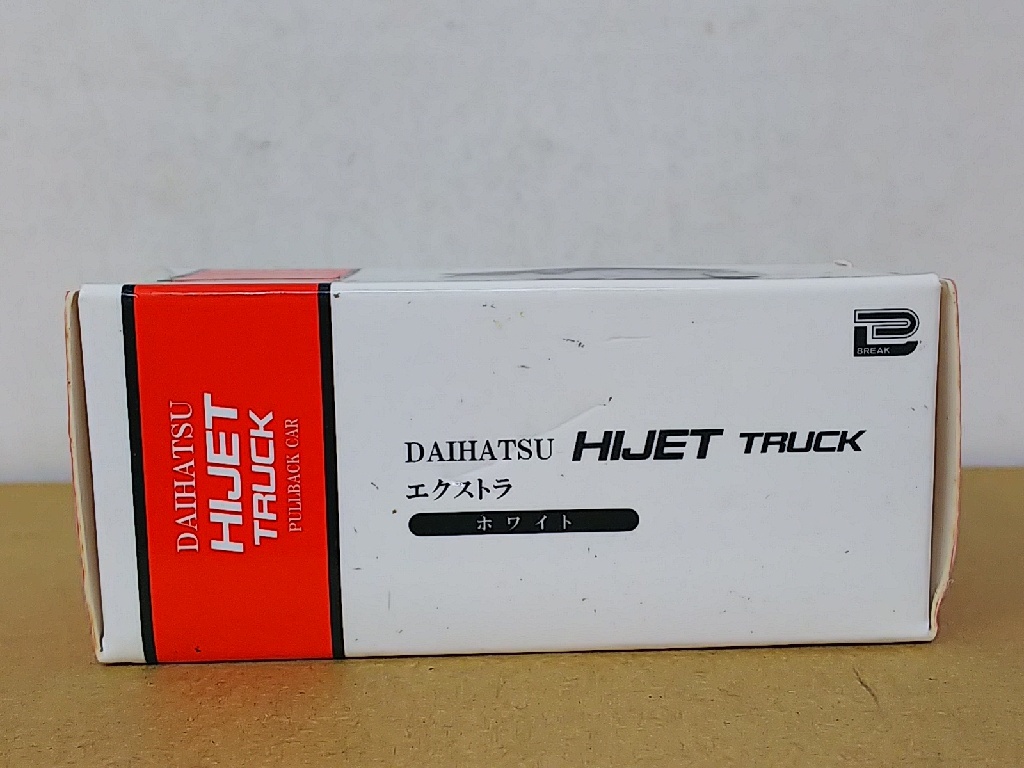 DAIHATSU
HIJET
TRUCK
PULLBACK CAR
BREAK
DAIHATSU HIJET TRUCK
エクストラ
ホワイト